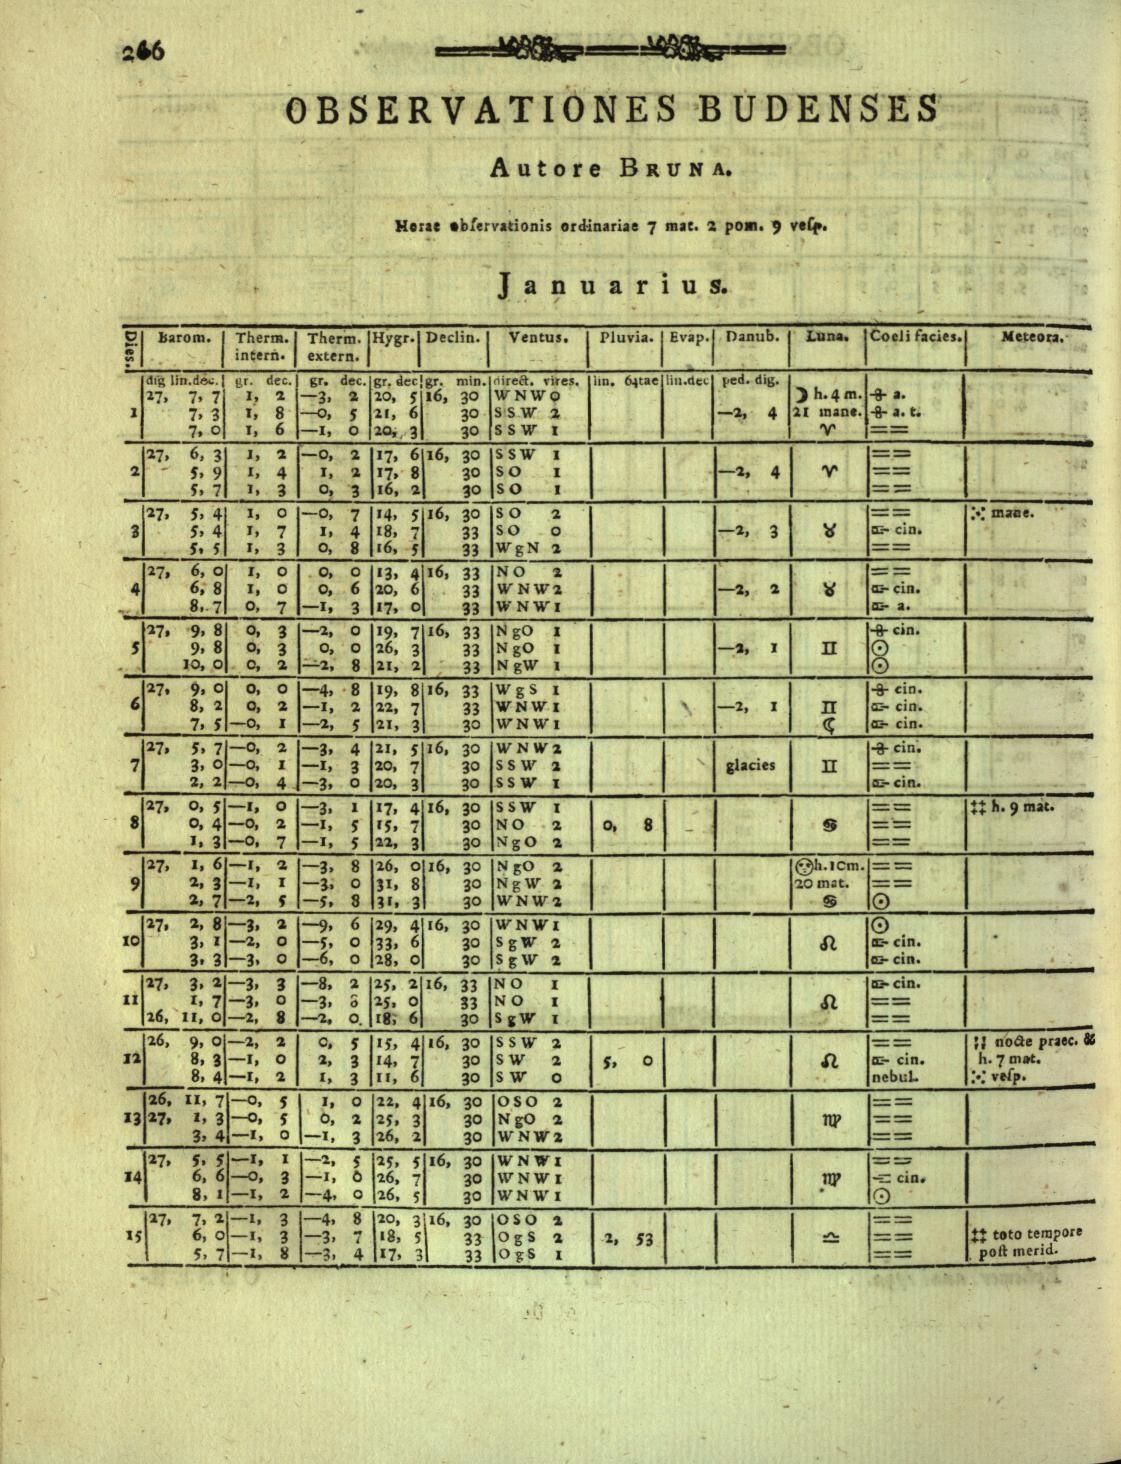 266
OBSERVATIONES BUDENSES
Autore BRUNA.
Horae obſervationis ordinariae 7 mat. 2 pom. 9 veſp.
Januarius.
Dies. | Barom. | Therm. intern. | Therm. extern. | Hygr. | Declin. | Ventus. | Pluvia. | Evap. | Danub. | Luna. | Coeli facies. | Meteora.
dig lin. dec. | gr. dec. | gr. dec. | gr. dec | gr. min. | direct. vires. | lin. 64tae | lin. dec | ped. dig.
27, 7, 7 | 1, 2 | —3, 2 | 20, 5 | 16, 30 | WNW 0 | ☽ h. 4 m. | a.
1 | 7, 3 | 1, 8 | —0, 5 | 21, 6 | 30 | SSW 2 | —2, 4 | 21 mane. | a. t.
7, 0 | 1, 6 | —1, 0 | 20, 3 | 30 | SSW 1 | ♈ | ==
27, 6, 3 | 1, 2 | —0, 2 | 17, 6 | 16, 30 | SSW 1 | ==
2 | 5, 9 | 1, 4 | 1, 2 | 17, 8 | 30 | SO 1 | —2, 4 | ♈ | ==
5, 7 | 1, 3 | 0, 3 | 16, 2 | 30 | SO 1 | ==
27, 5, 4 | 1, 0 | —0, 7 | 14, 5 | 16, 30 | SO 2 | == | mane.
3 | 5, 4 | 1, 7 | 1, 4 | 18, 7 | 33 | SO 0 | —2, 3 | ♉ | cin.
5, 5 | 1, 3 | 0, 8 | 16, 5 | 33 | WgN 2 | ==
27, 6, 0 | 1, 0 | 0, 0 | 13, 4 | 16, 33 | NO 2 | ==
4 | 6, 8 | 1, 0 | 0, 6 | 20, 6 | 33 | WNW 2 | —2, 2 | ♉ | cin.
8, 7 | 0, 7 | —1, 3 | 17, 0 | 33 | WNW 1 | a.
27, 9, 8 | 0, 3 | —2, 0 | 19, 7 | 16, 33 | NgO 1 | cin.
5 | 9, 8 | 0, 3 | 0, 0 | 26, 3 | 33 | NgO 1 | —2, 1 | ♊ | ☉
10, 0 | 0, 2 | —2, 8 | 21, 2 | 33 | NgW 1 | ☉
27, 9, 0 | 0, 0 | —4, 8 | 19, 8 | 16, 33 | WgS 1 | cin.
6 | 8, 2 | 0, 2 | —1, 2 | 22, 7 | 33 | WNW 1 | —2, 1 | ♊ | cin.
7, 5 | —0, 1 | —2, 5 | 21, 3 | 30 | WNW 1 | ☾ | cin.
27, 5, 7 | —0, 2 | —3, 4 | 21, 5 | 16, 30 | WNW 2 | cin.
7 | 3, 0 | —0, 1 | —1, 3 | 20, 7 | 30 | SSW 2 | glacies | ♊ | ==
2, 2 | —0, 4 | —3, 0 | 20, 3 | 30 | SSW 1 | cin.
27, 0, 5 | —1, 0 | —3, 1 | 17, 4 | 16, 30 | SSW 1 | == | ‡‡ h. 9 mat.
8 | 0, 4 | —0, 2 | —1, 5 | 15, 7 | 30 | NO 2 | 0, 8 | ♋ | ==
1, 3 | —0, 7 | —1, 5 | 22, 3 | 30 | NgO 2 | ==
27, 1, 6 | —1, 2 | —3, 8 | 26, 0 | 16, 30 | NgO 2 | h. 10m. | ==
9 | 2, 3 | —1, 1 | —3, 0 | 31, 8 | 30 | NgW 2 | 20 mat. | ==
2, 7 | —2, 5 | —5, 8 | 31, 3 | 30 | WNW 2 | ♋ | ☉
27, 2, 8 | —3, 2 | —9, 6 | 29, 4 | 16, 30 | WNW 1 | ☉
10 | 3, 1 | —2, 0 | —5, 0 | 33, 6 | 30 | SgW 2 | ♌ | cin.
3, 3 | —3, 0 | —6, 0 | 28, 0 | 30 | SgW 2 | cin.
27, 3, 2 | —3, 3 | —8, 2 | 25, 2 | 16, 33 | NO 1 | cin.
11 | 1, 7 | —3, 0 | —3, | 25, 0 | 33 | NO 1 | ♌ | ==
26, 11, 0 | —2, 8 | —2, 0 | 18, 6 | 30 | SgW 1 | ==
26, 9, 0 | —2, 2 | 0, 5 | 15, 4 | 16, 30 | SSW 2 | == | nocte praec. &
12 | 8, 3 | —1, 0 | 2, 3 | 14, 7 | 30 | SW 2 | 5, 0 | ♌ | cin. | h. 7 mat.
8, 4 | —1, 2 | 1, 3 | 11, 6 | 30 | SW 0 | nebul. | veſp.
26, 11, 7 | —0, 5 | 1, 0 | 22, 4 | 16, 30 | OSO 2 | ==
13 | 27, 1, 3 | —0, 5 | 0, 2 | 25, 3 | 30 | NgO 2 | ♍ | ==
3, 4 | —1, 0 | —1, 3 | 26, 2 | 30 | WNW 2 | ==
27, 5, 5 | —1, 1 | —2, 5 | 25, 5 | 16, 30 | WNW 1 | ==
14 | 6, 6 | —0, 3 | —1, | 26, 7 | 30 | WNW 1 | ♍ | cin.
8, 1 | —1, 2 | —4, 0 | 26, 5 | 30 | WNW 1 | ☉
27, 7, 2 | —1, 3 | —4, 8 | 20, 3 | 16, 30 | OSO 2 | ==
15 | 6, 0 | —1, 3 | —3, 7 | 18, 5 | 33 | OgS 2 | 2, 53 | ♎ | == | ‡‡ toto tempore
5, 7 | —1, 8 | —3, 4 | 17, 3 | 33 | OgS 1 | == | poſt merid.